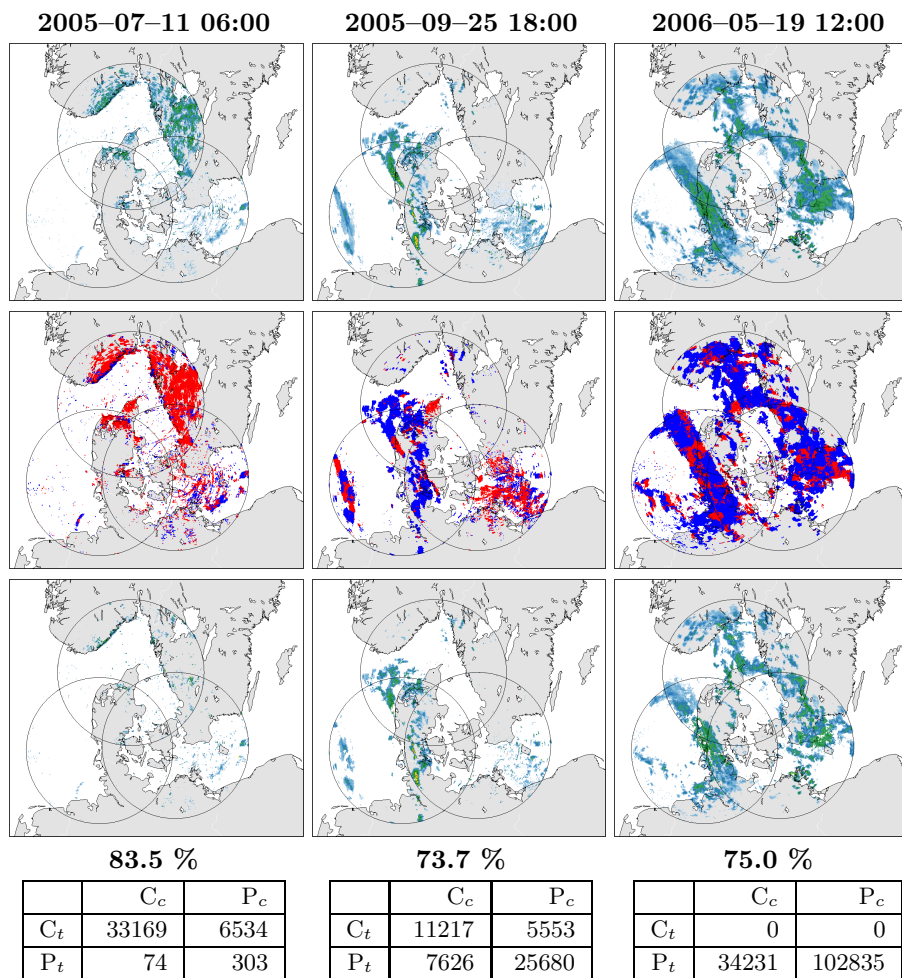 2005–07–11 06:00 2005–09–25 18:00 2006–05–19 12:00
83.5 % 73.7 % 75.0 %
C_c P_c C_c P_c C_c P_c
C_t 33169 6534 C_t 11217 5553 C_t 0 0
P_t 74 303 P_t 7626 25680 P_t 34231 102835